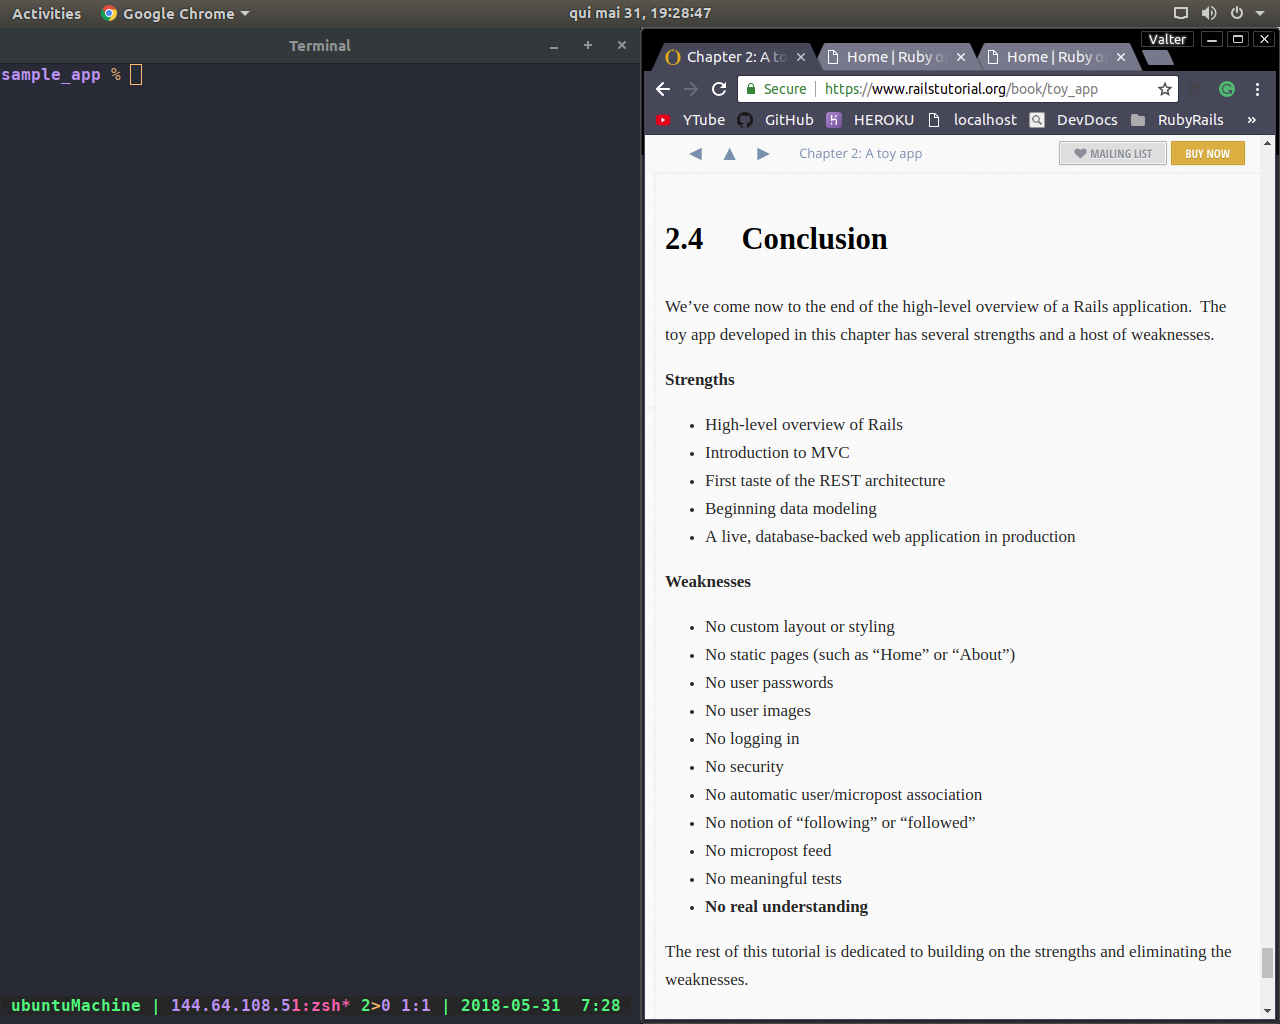 Activities Google Chrome qui mai 31, 19:28:47
Terminal
sample_app %
ubuntuMachine | 144.64.108.51:zsh* 2>0 1:1 | 2018-05-31 7:28
Valter
Chapter 2: A to Home | Ruby o Home | Ruby o
Secure https://www.railstutorial.org/book/toy_app
YTube GitHub HEROKU localhost DevDocs RubyRails »
Chapter 2: A toy app MAILING LIST BUY NOW
2.4 Conclusion
We’ve come now to the end of the high-level overview of a Rails application. The
toy app developed in this chapter has several strengths and a host of weaknesses.
Strengths
• High-level overview of Rails
• Introduction to MVC
• First taste of the REST architecture
• Beginning data modeling
• A live, database-backed web application in production
Weaknesses
• No custom layout or styling
• No static pages (such as “Home” or “About”)
• No user passwords
• No user images
• No logging in
• No security
• No automatic user/micropost association
• No notion of “following” or “followed”
• No micropost feed
• No meaningful tests
• No real understanding
The rest of this tutorial is dedicated to building on the strengths and eliminating the
weaknesses.